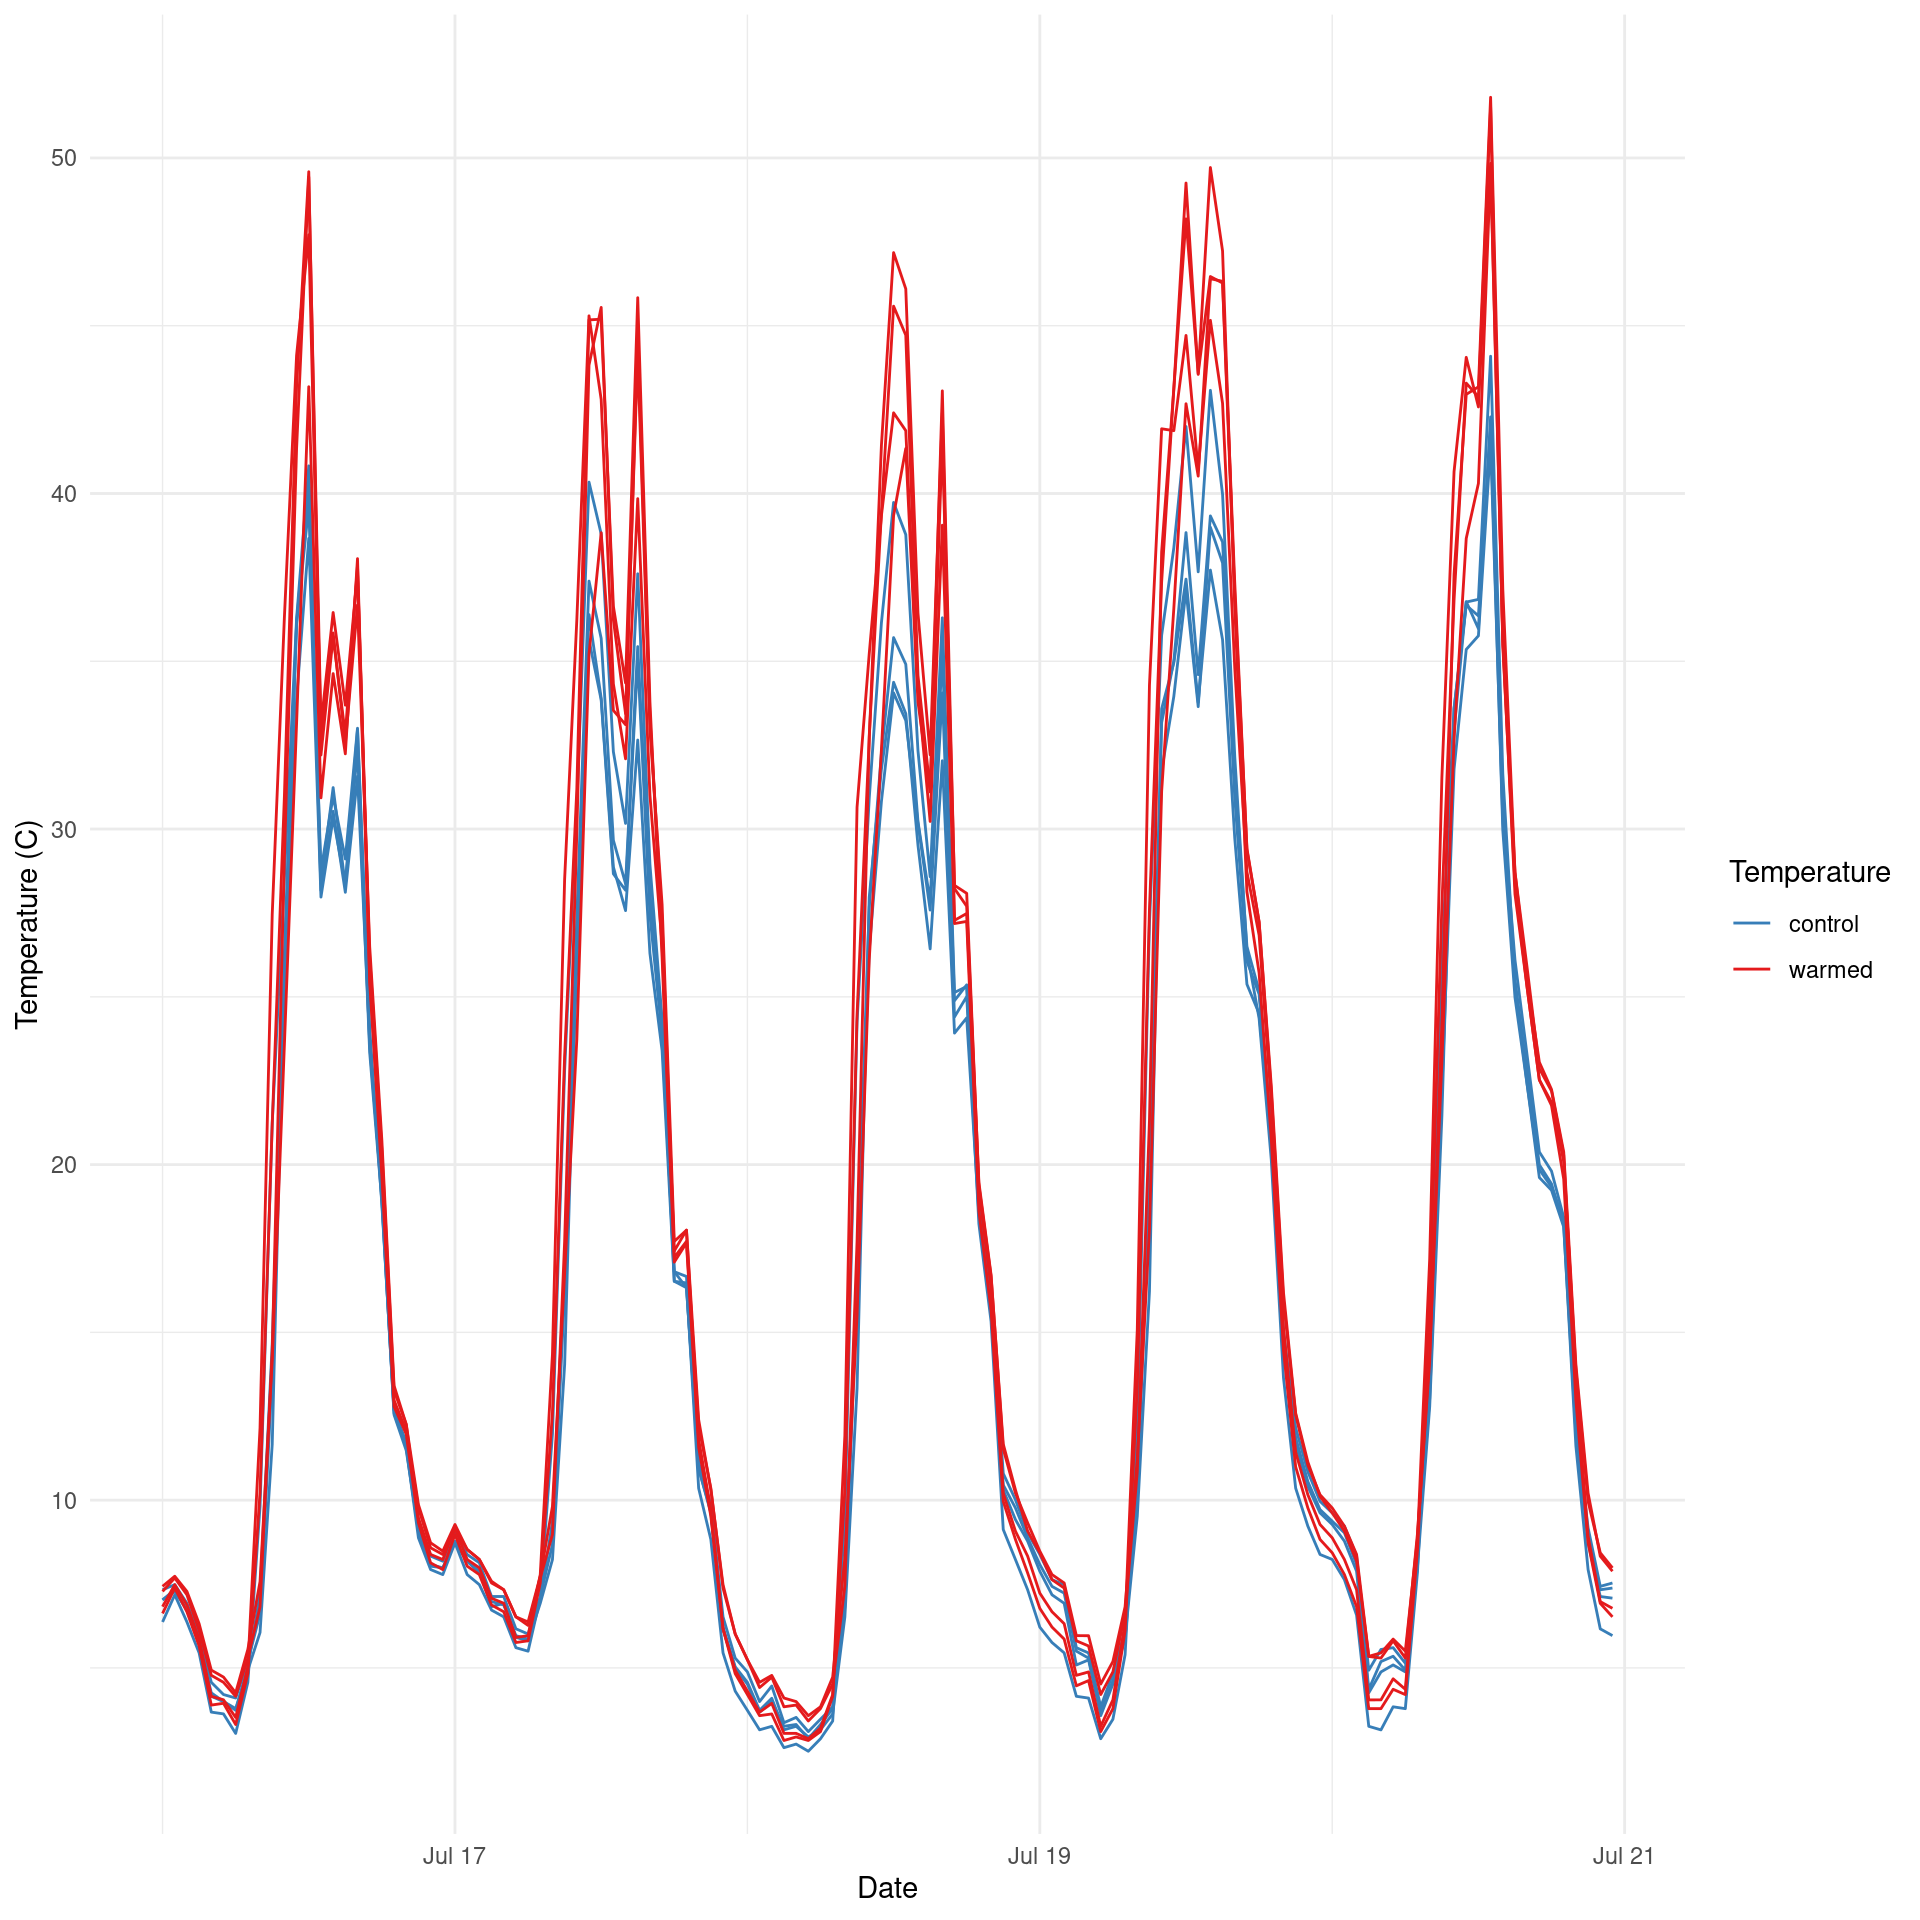 50
40
30
20
10
Temperature (C)
Jul 17
Jul 19
Jul 21
Date
Temperature
control
warmed